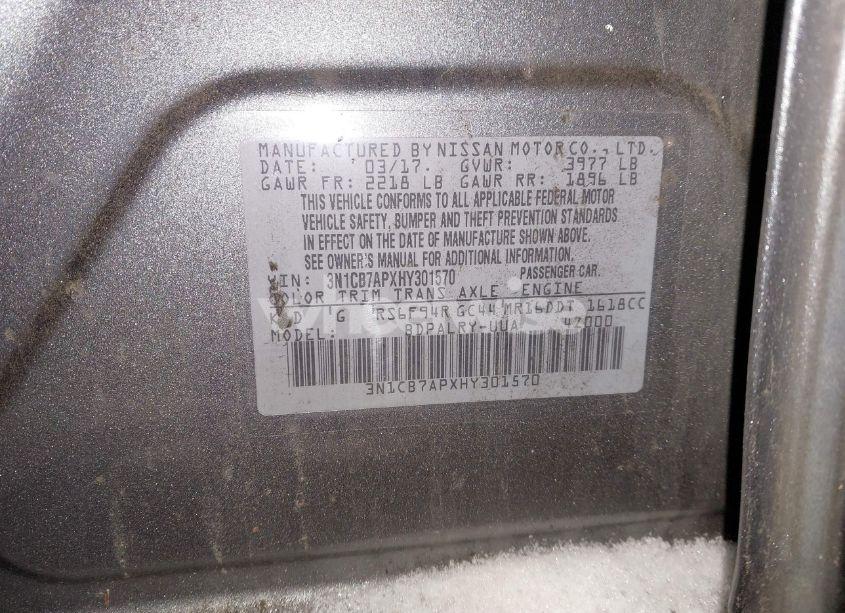 MANUFACTURED BY NISSAN MOTOR CO., LTD.
DATE: 03/17. GVWR: 3977 LB
GAWR FR: 2218 LB GAWR RR: 1896 LB
THIS VEHICLE CONFORMS TO ALL APPLICABLE FEDERAL MOTOR
VEHICLE SAFETY, BUMPER AND THEFT PREVENTION STANDARDS
IN EFFECT ON THE DATE OF MANUFACTURE SHOWN ABOVE.
SEE OWNER'S MANUAL FOR ADDITIONAL INFORMATION.
VIN: 3N1CB7APXHY301570 PASSENGER CAR.
COLOR TRIM TRANS AXLE ENGINE
G RS6F94R GC44 MR16DDT 1618CC
MODEL: BDPALRY-UUA 42000
3N1CB7APXHY301570